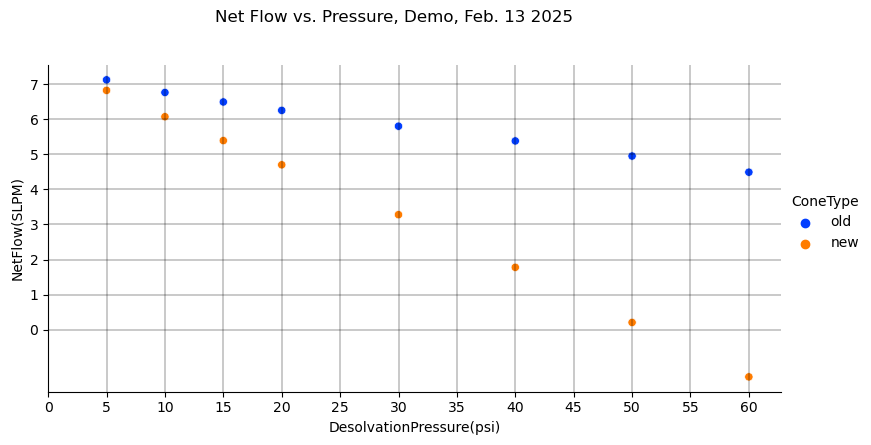 Net Flow vs. Pressure, Demo, Feb. 13 2025
NetFlow(SLPM)
7
6
5
4
3
2
1
0
0 5 10 15 20 25 30 35 40 45 50 55 60
DesolvationPressure(psi)
ConeType
old
new